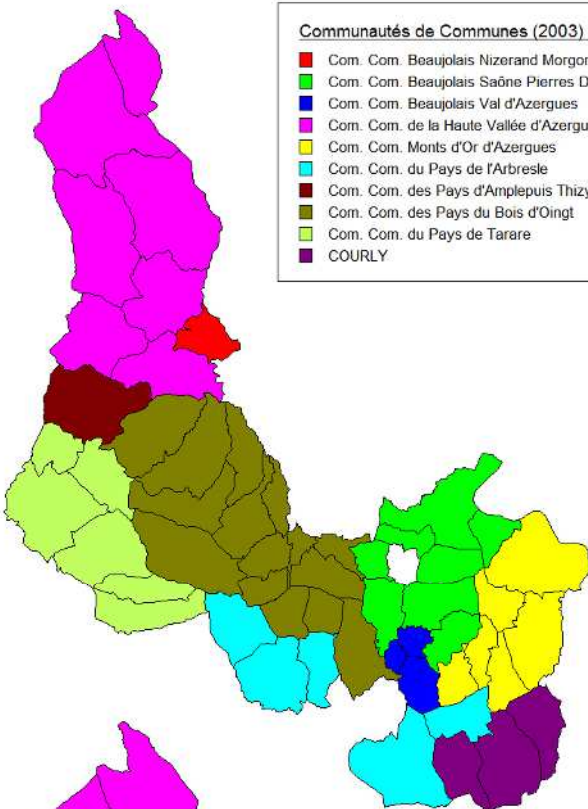 Communautés de Communes (2003)
Com. Com. Beaujolais Nizerand Morgon
Com. Com. Beaujolais Saône Pierres D
Com. Com. Beaujolais Val d'Azergues
Com. Com. de la Haute Vallée d'Azergu
Com. Com. Monts d'Or d'Azergues
Com. Com. du Pays de l'Arbresle
Com. Com. des Pays d'Amplepuis Thizy
Com. Com. des Pays du Bois d'Oingt
Com. Com. du Pays de Tarare
COURLY